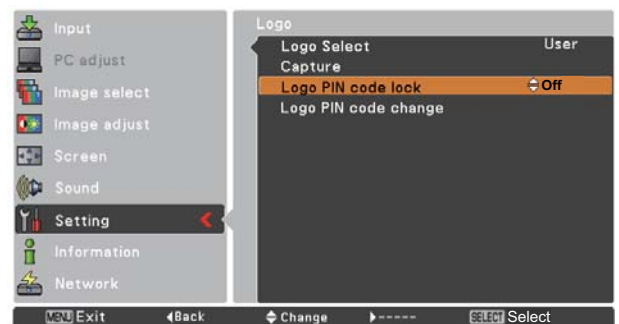 Input
PC adjust
Image select
Image adjust
Screen
Sound
Setting
Information
Network
Logo
Logo Select User
Capture
Logo PIN code lock Off
Logo PIN code change
MENU Exit Back Change ----- SELECT Select